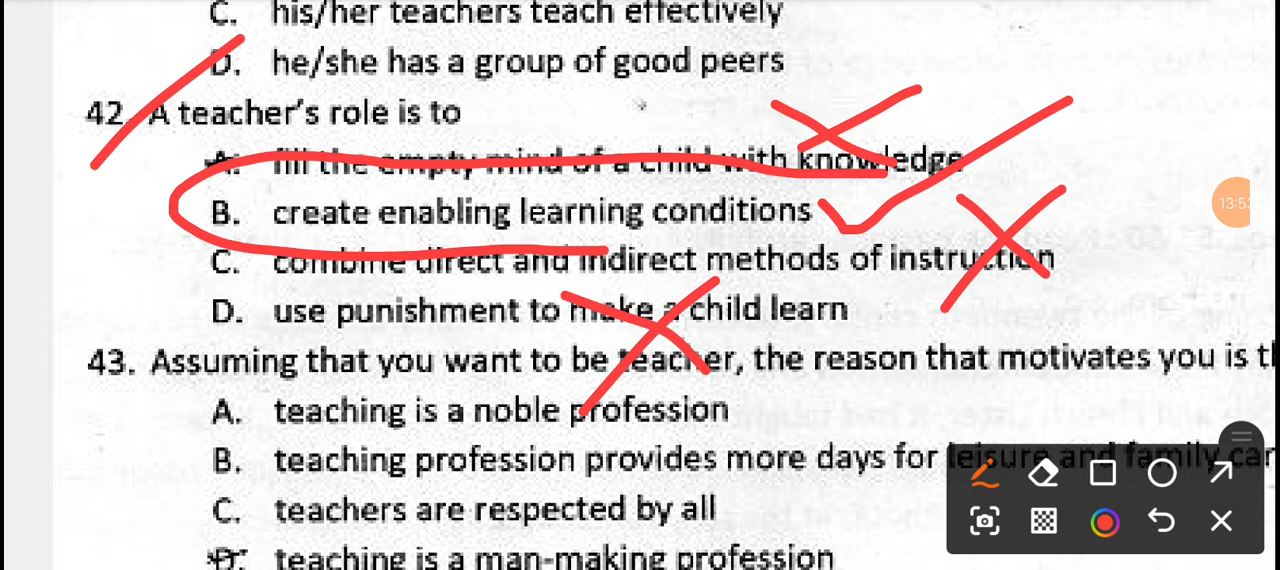 C. his/her teachers teach effectively
D. he/she has a group of good peers
42. A teacher's role is to
A. fill the empty mind of a child with knowledge
B. create enabling learning conditions
C. combine direct and indirect methods of instruction
D. use punishment to make a child learn
43. Assuming that you want to be teacher, the reason that motivates you is th
A. teaching is a noble profession
B. teaching profession provides more days for leisure and family car
C. teachers are respected by all
D. teaching is a man-making profession
13:53